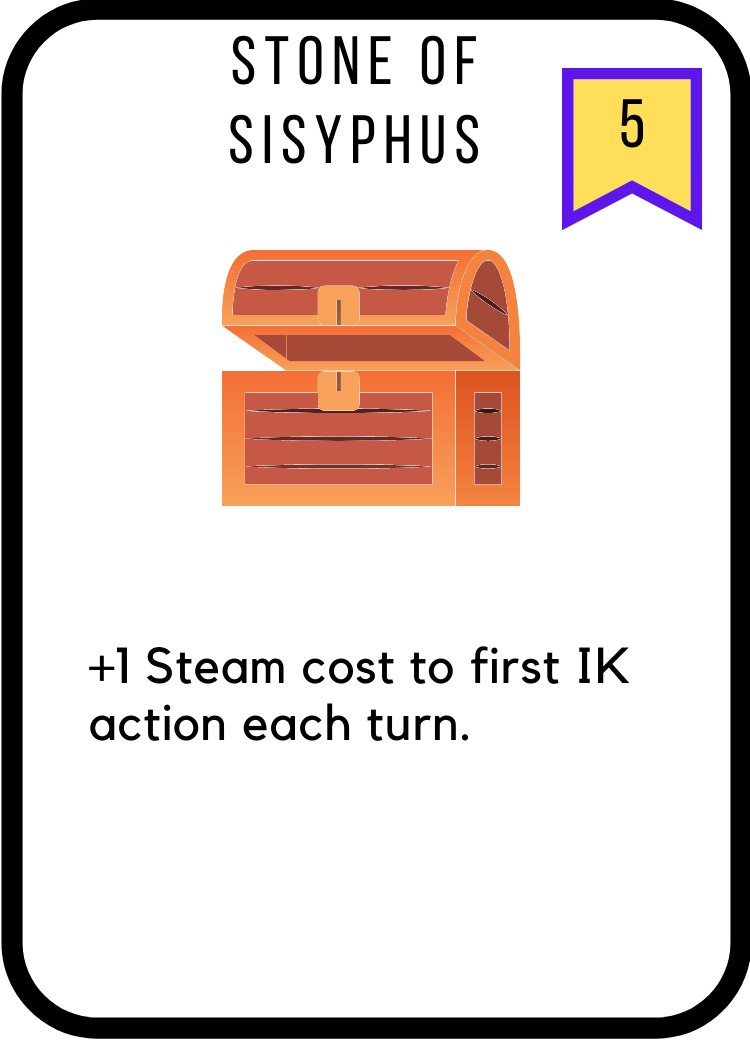 STONE OF
SISYPHUS
5
+1 Steam cost to first IK
action each turn.